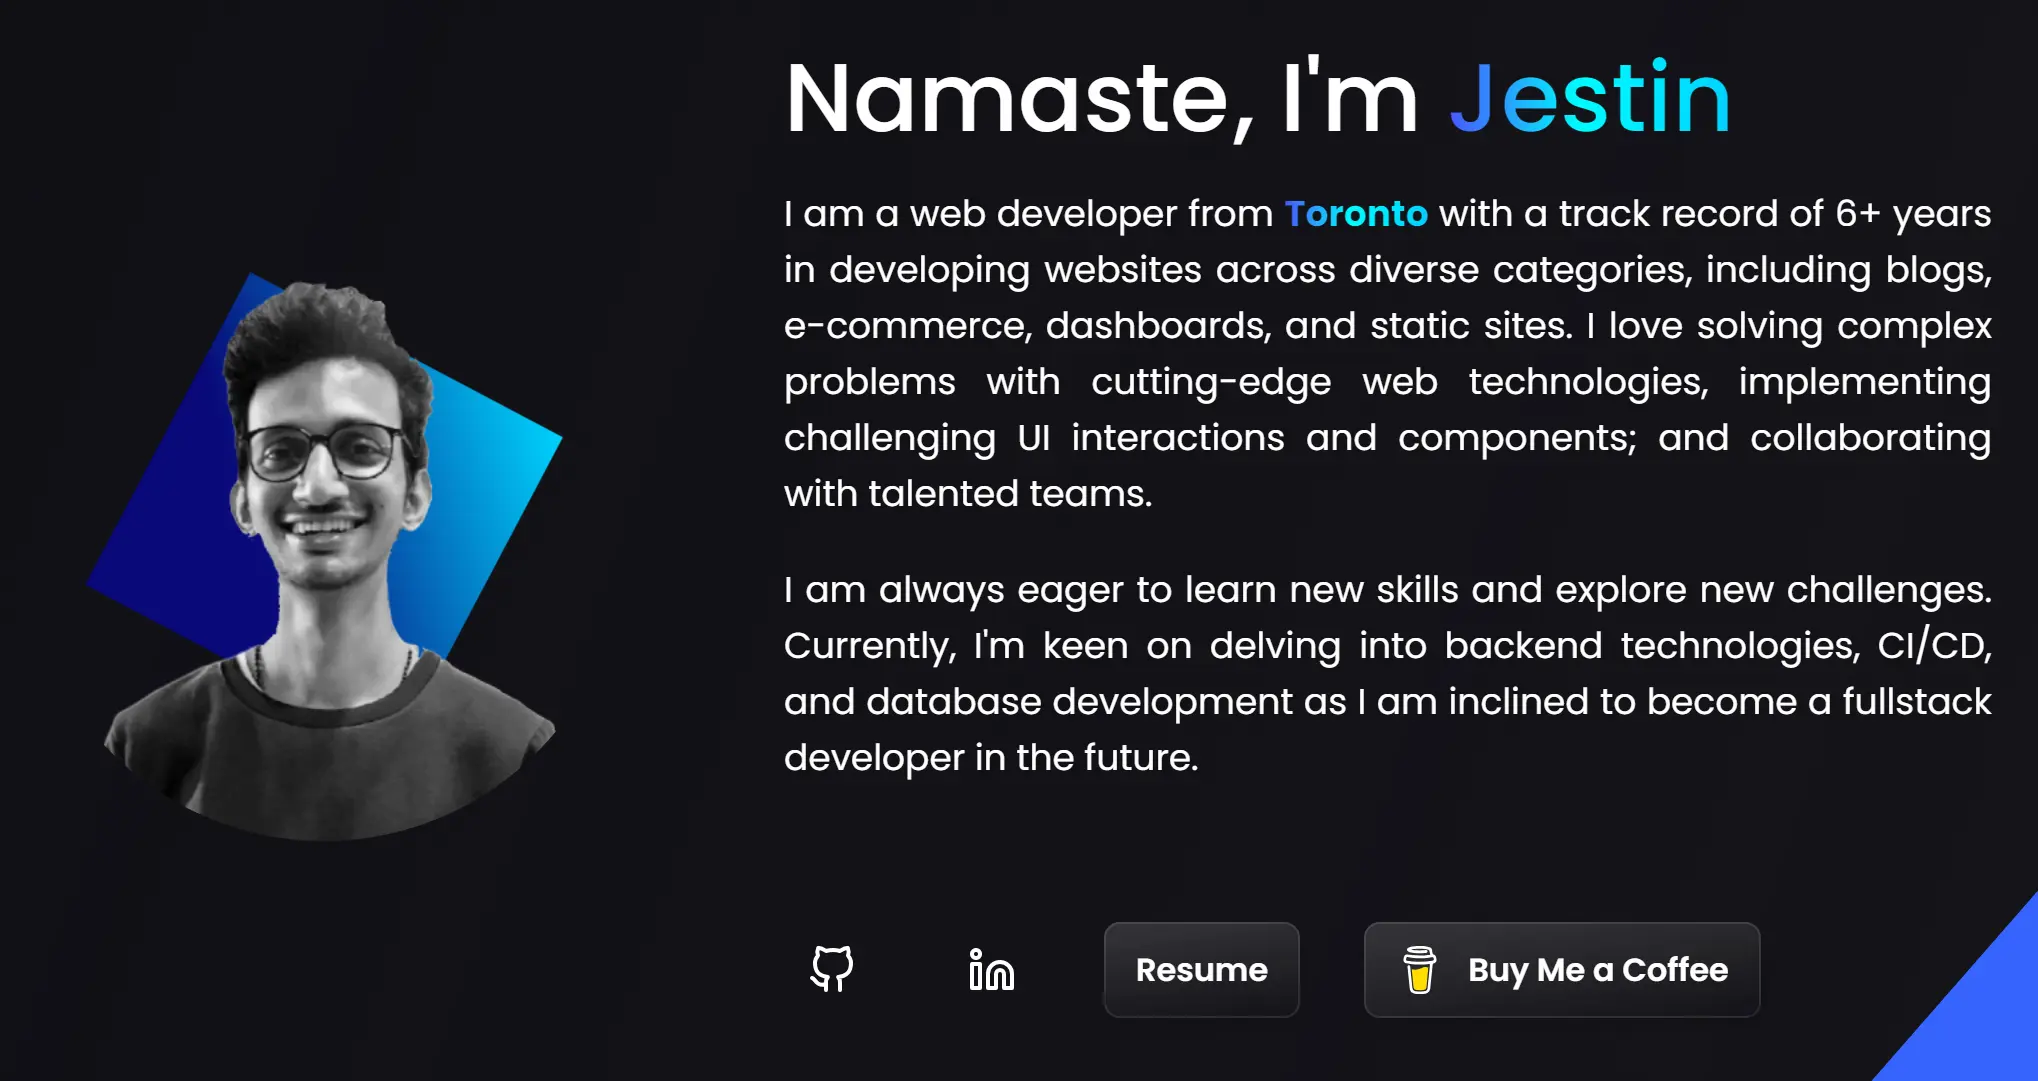 Namaste, I'm Jestin
I am a web developer from Toronto with a track record of 6+ years
in developing websites across diverse categories, including blogs,
e-commerce, dashboards, and static sites. I love solving complex
problems with cutting-edge web technologies, implementing
challenging UI interactions and components; and collaborating
with talented teams.
I am always eager to learn new skills and explore new challenges.
Currently, I'm keen on delving into backend technologies, CI/CD,
and database development as I am inclined to become a fullstack
developer in the future.
in
Resume
Buy Me a Coffee